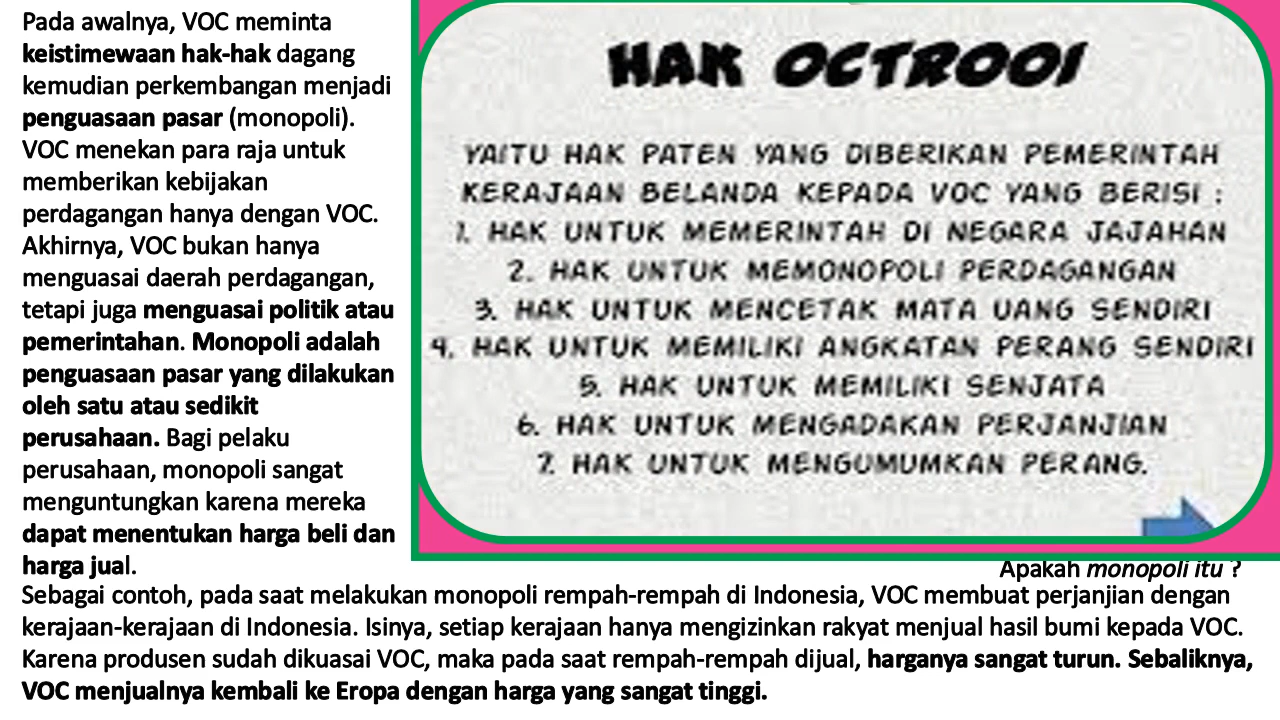 Pada awalnya, VOC meminta
keistimewaan hak-hak dagang
kemudian perkembangan menjadi
penguasaan pasar (monopoli).
VOC menekan para raja untuk
memberikan kebijakan
perdagangan hanya dengan VOC.
Akhirnya, VOC bukan hanya
menguasai daerah perdagangan,
tetapi juga menguasai politik atau
pemerintahan. Monopoli adalah
penguasaan pasar yang dilakukan
oleh satu atau sedikit
perusahaan. Bagi pelaku
perusahaan, monopoli sangat
menguntungkan karena mereka
dapat menentukan harga beli dan
harga jual.
HAK OCTROOI
YAITU HAK PATEN YANG DIBERIKAN PEMERINTAH
KERAJAAN BELANDA KEPADA VOC YANG BERISI :
1. HAK UNTUK MEMERINTAH DI NEGARA JAJAHAN
2. HAK UNTUK MEMONOPOLI PERDAGANGAN
3. HAK UNTUK MENCETAK MATA UANG SENDIRI
4. HAK UNTUK MEMILIKI ANGKATAN PERANG SENDIRI
5. HAK UNTUK MEMILIKI SENJATA
6. HAK UNTUK MENGADAKAN PERJANJIAN
7. HAK UNTUK MENGUMUMKAN PERANG.
Apakah monopoli itu ?
Sebagai contoh, pada saat melakukan monopoli rempah-rempah di Indonesia, VOC membuat perjanjian dengan
kerajaan-kerajaan di Indonesia. Isinya, setiap kerajaan hanya mengizinkan rakyat menjual hasil bumi kepada VOC.
Karena produsen sudah dikuasai VOC, maka pada saat rempah-rempah dijual, harganya sangat turun. Sebaliknya,
VOC menjualnya kembali ke Eropa dengan harga yang sangat tinggi.